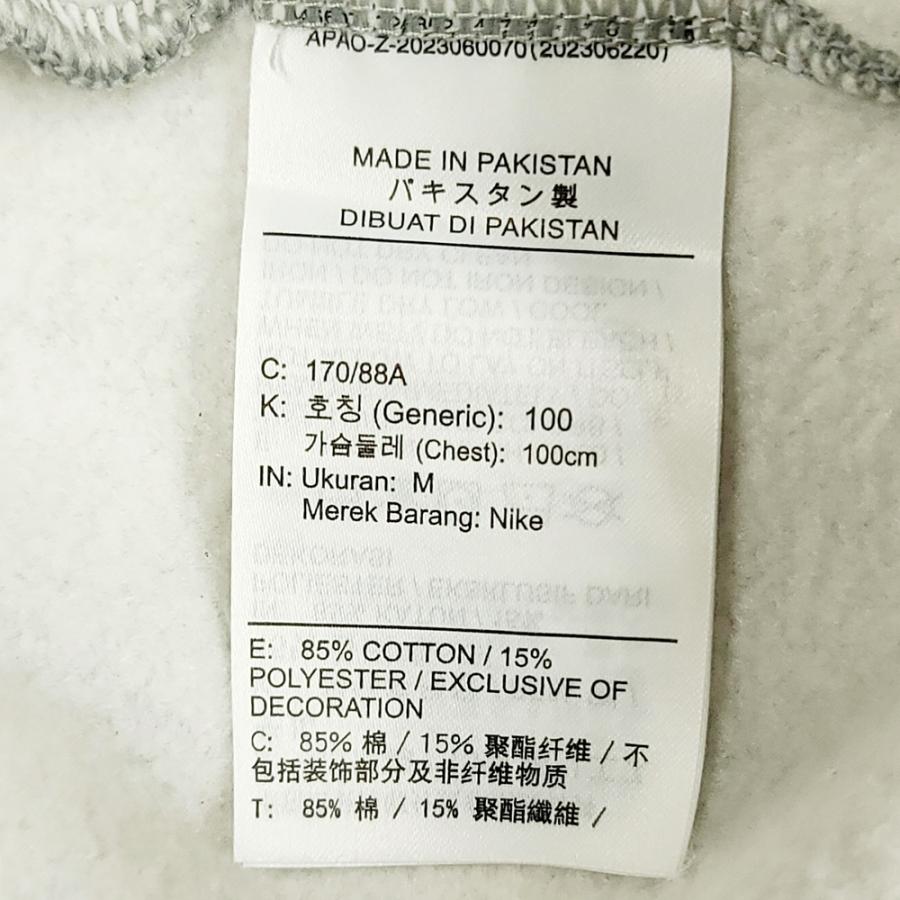 APAO-Z-2023060070(202306220)
MADE IN PAKISTAN
パキスタン製
DIBUAT DI PAKISTAN
C: 170/88A
K: 호칭 (Generic): 100
가슴둘레 (Chest): 100cm
IN: Ukuran: M
Merek Barang: Nike
E: 85% COTTON / 15%
POLYESTER / EXCLUSIVE OF
DECORATION
C: 85% 棉 / 15% 聚酯纤维 / 不
包括装饰部分及非纤维物质
T: 85% 棉 / 15% 聚酯纖維 /